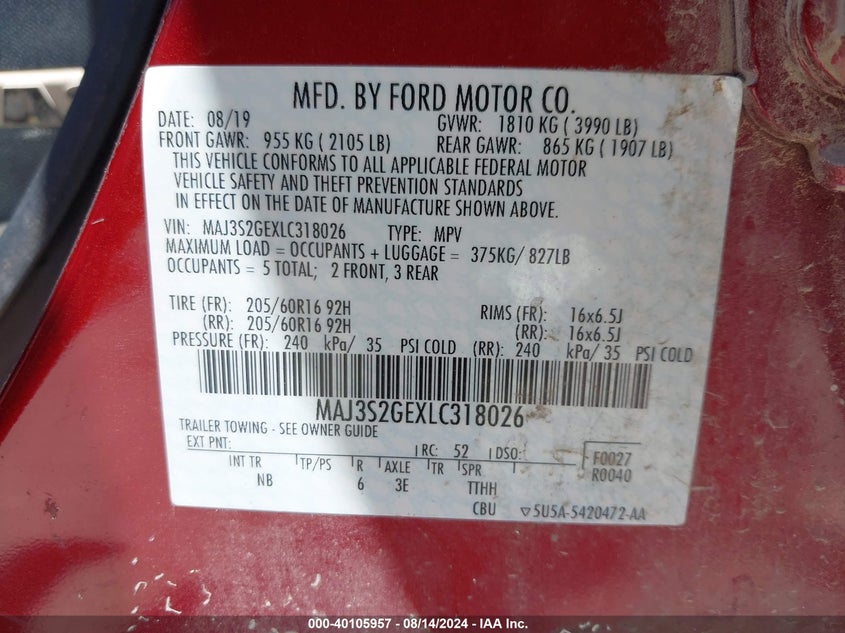 MFD. BY FORD MOTOR CO.
DATE: 08/19 GVWR: 1810 KG ( 3990 LB)
FRONT GAWR: 955 KG ( 2105 LB) REAR GAWR: 865 KG ( 1907 LB)
THIS VEHICLE CONFORMS TO ALL APPLICABLE FEDERAL MOTOR
VEHICLE SAFETY AND THEFT PREVENTION STANDARDS
IN EFFECT ON THE DATE OF MANUFACTURE SHOWN ABOVE.
VIN: MAJ3S2GEXLC318026 TYPE: MPV
MAXIMUM LOAD = OCCUPANTS + LUGGAGE = 375KG/ 827LB
OCCUPANTS = 5 TOTAL; 2 FRONT, 3 REAR
TIRE (FR): 205/60R16 92H RIMS (FR): 16x6.5J
(RR): 205/60R16 92H (RR): 16x6.5J
PRESSURE (FR): 240 kPa/ 35 PSI COLD (RR): 240 kPa/ 35 PSI COLD
MAJ3S2GEXLC318026
TRAILER TOWING - SEE OWNER GUIDE
EXT PNT: RC: 52 DSO: F0027
R0040
INT TR TP/PS R AXLE TR SPR
NB 6 3E TTHH
CBU 5U5A-5420472-AA
000-40105957 - 08/14/2024 - IAA Inc.